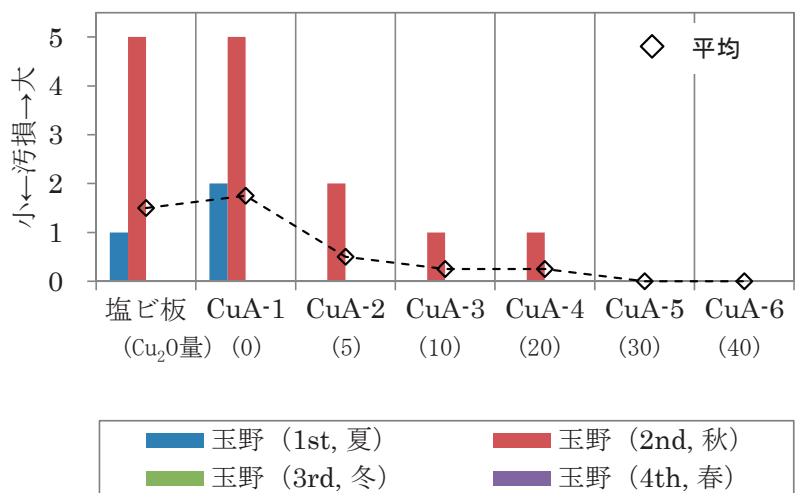 5
平均
4
3
2
1
0
小←汚損→大
塩ビ板 CuA-1 CuA-2 CuA-3 CuA-4 CuA-5 CuA-6
(Cu₂O量) (0) (5) (10) (20) (30) (40)
玉野 (1st, 夏) 玉野 (2nd, 秋)
玉野 (3rd, 冬) 玉野 (4th, 春)